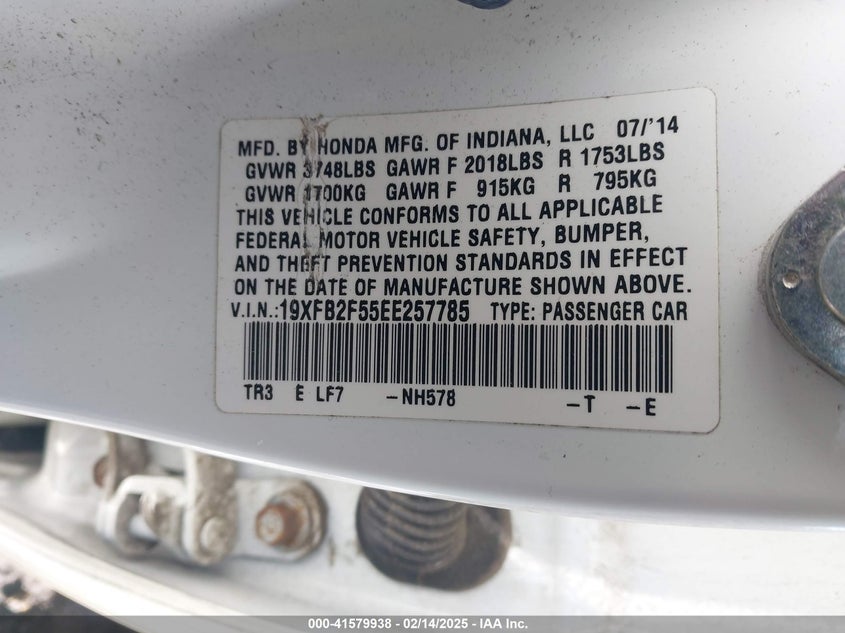 MFD. BY HONDA MFG. OF INDIANA, LLC 07/'14
GVWR 3748LBS GAWR F 2018LBS R 1753LBS
GVWR 1700KG GAWR F 915KG R 795KG
THIS VEHICLE CONFORMS TO ALL APPLICABLE
FEDERAL MOTOR VEHICLE SAFETY, BUMPER,
AND THEFT PREVENTION STANDARDS IN EFFECT
ON THE DATE OF MANUFACTURE SHOWN ABOVE.
V.I.N.:19XFB2F55EE257785 TYPE: PASSENGER CAR
TR3 E LF7 -NH578 -T -E
000-41579938 - 02/14/2025 - IAA Inc.